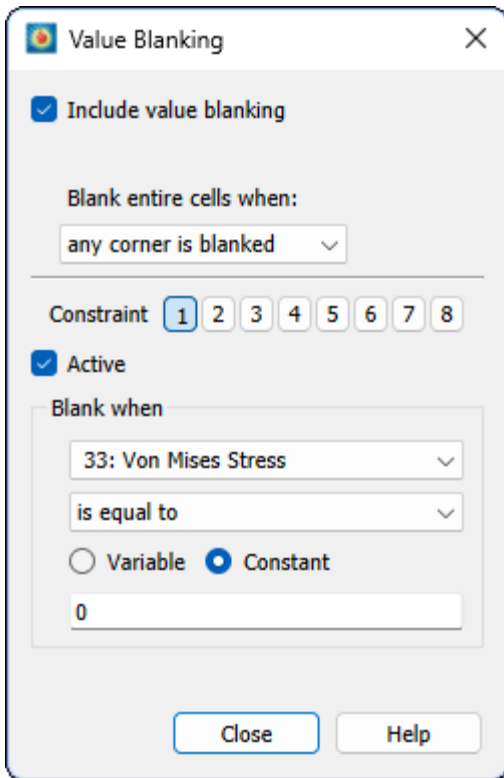 Value Blanking
Include value blanking
Blank entire cells when:
any corner is blanked
Constraint 1 2 3 4 5 6 7 8
Active
Blank when
33: Von Mises Stress
is equal to
Variable Constant
0
Close Help